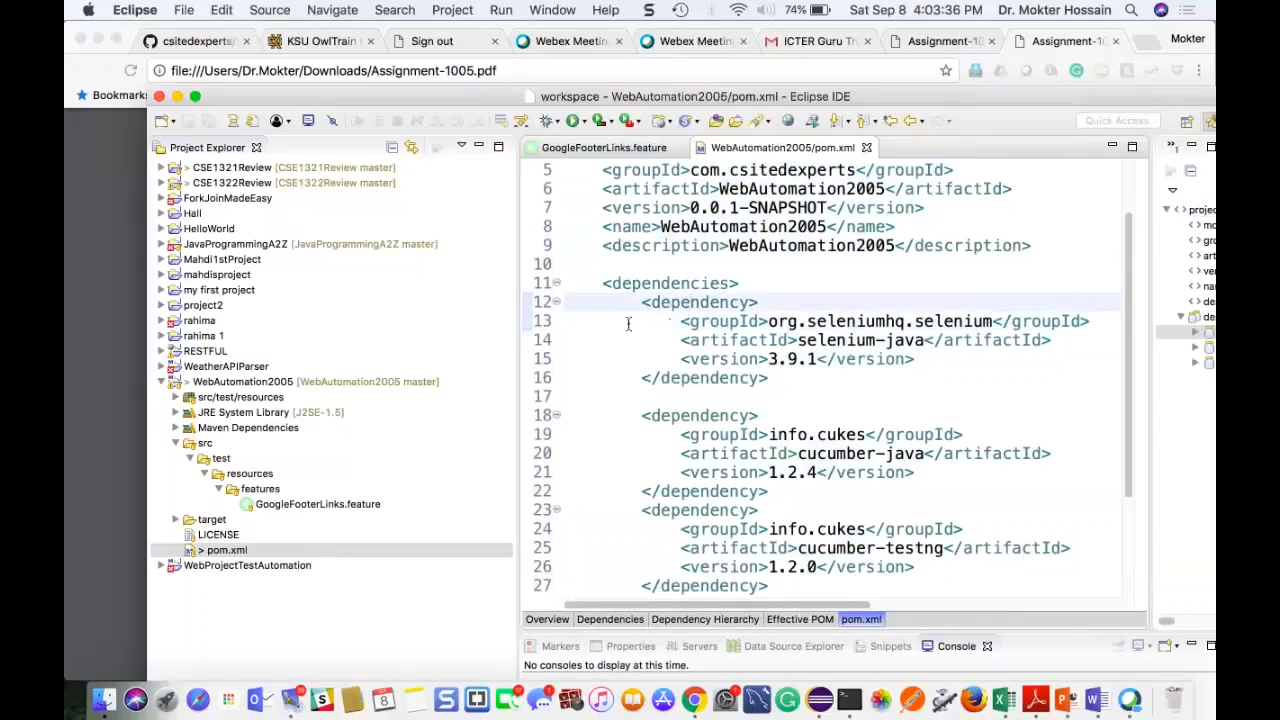 Eclipse File Edit Source Navigate Search Project Run Window Help 74% Sat Sep 8 4:03:36 PM Dr. Mokter Hossain
csitedexperts/ KSU OwlTrain Sign out Webex Meetin Webex Meetin ICTER Guru Tr Assignment-10 Assignment-10 Mokter
file:///Users/Dr.Mokter/Downloads/Assignment-1005.pdf
Bookmark
workspace - WebAutomation2005/pom.xml - Eclipse IDE
Quick Access
Project Explorer
CSE1321Review [CSE1321Review master]
CSE1322Review [CSE1322Review master]
ForkJoinMadeEasy
Hall
HelloWorld
JavaProgrammingA2Z [JavaProgrammingA2Z master]
Mahdi1stProject
mahdisproject
my first project
project2
rahima
rahima 1
RESTFUL
WeatherAPIParser
> WebAutomation2005 [WebAutomation2005 master]
src/test/resources
JRE System Library [J2SE-1.5]
Maven Dependencies
src
test
resources
features
GoogleFooterLinks.feature
target
LICENSE
> pom.xml
WebProjectTestAutomation
GoogleFooterLinks.feature WebAutomation2005/pom.xml
5 <groupId>com.csitedexperts</groupId>
6 <artifactId>WebAutomation2005</artifactId>
7 <version>0.0.1-SNAPSHOT</version>
8 <name>WebAutomation2005</name>
9 <description>WebAutomation2005</description>
10
11 <dependencies>
12 <dependency>
13 <groupId>org.seleniumhq.selenium</groupId>
14 <artifactId>selenium-java</artifactId>
15 <version>3.9.1</version>
16 </dependency>
17
18 <dependency>
19 <groupId>info.cukes</groupId>
20 <artifactId>cucumber-java</artifactId>
21 <version>1.2.4</version>
22 </dependency>
23 <dependency>
24 <groupId>info.cukes</groupId>
25 <artifactId>cucumber-testng</artifactId>
26 <version>1.2.0</version>
27 </dependency>
Overview Dependencies Dependency Hierarchy Effective POM pom.xml
Markers Properties Servers Data Source Explorer Snippets Console
No consoles to display at this time.
project
mo
gro
art
ver
nar
des
de